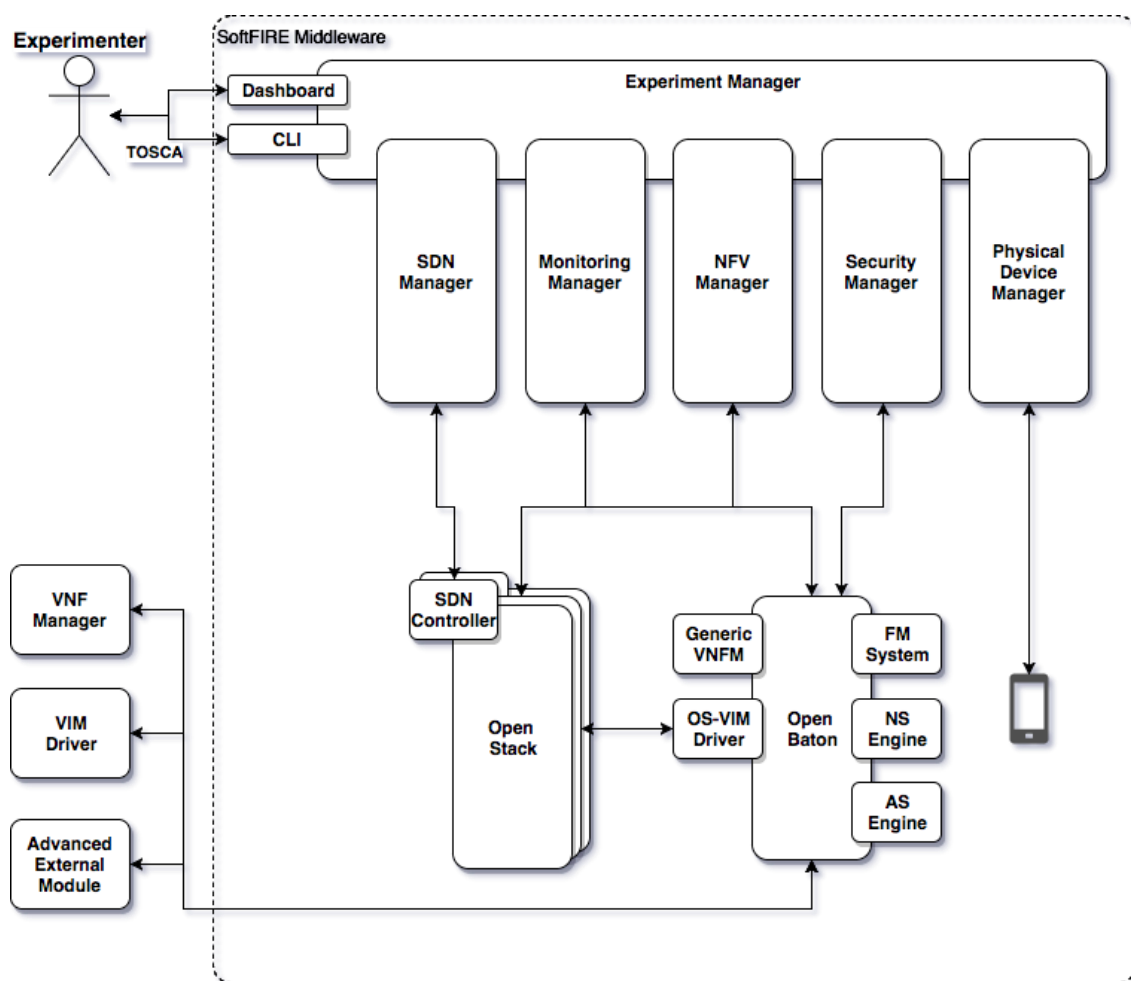 Experimenter
SoftFIRE Middleware
Dashboard
Experiment Manager
CLI
TOSCA
SDN
Manager
Monitoring
Manager
NFV
Manager
Security
Manager
Physical
Device
Manager
VNF
Manager
VIM
Driver
Advanced
External
Module
SDN
Controller
Open
Stack
Generic
VNFM
OS-VIM
Driver
Open
Baton
FM
System
NS
Engine
AS
Engine